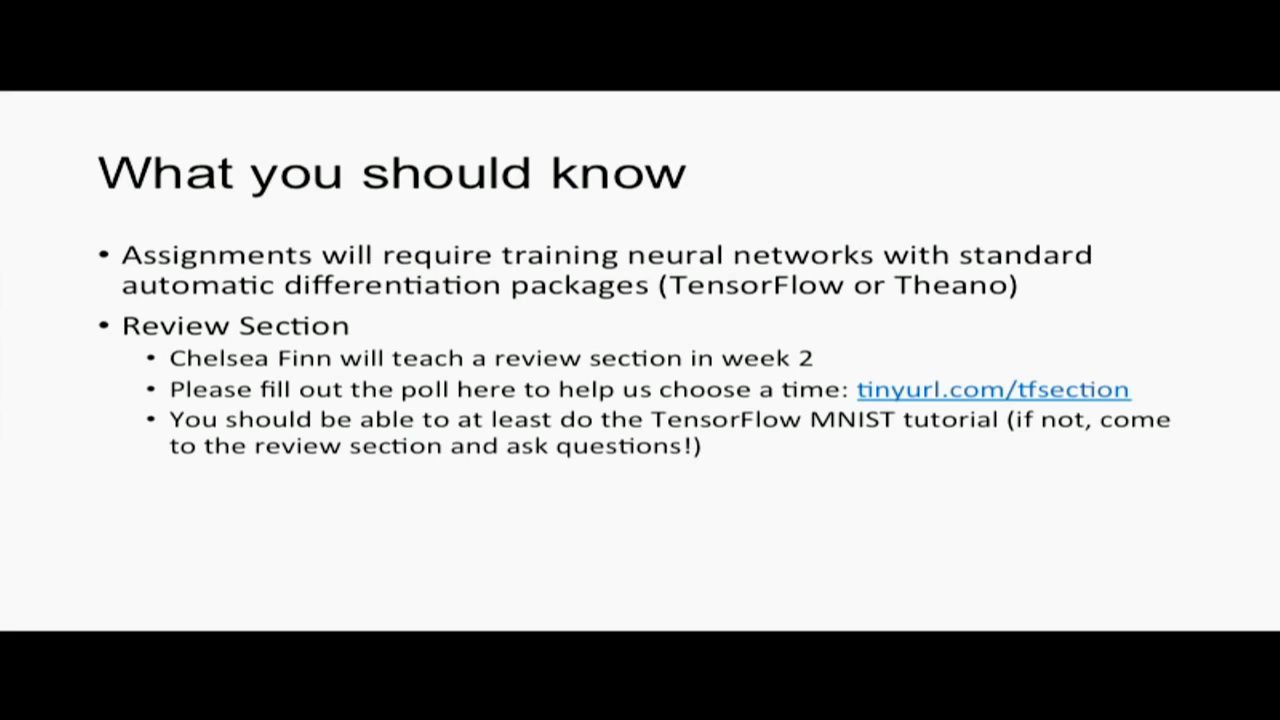 What you should know
• Assignments will require training neural networks with standard
automatic differentiation packages (TensorFlow or Theano)
• Review Section
• Chelsea Finn will teach a review section in week 2
• Please fill out the poll here to help us choose a time: tinyurl.com/tfsection
• You should be able to at least do the TensorFlow MNIST tutorial (if not, come
to the review section and ask questions!)